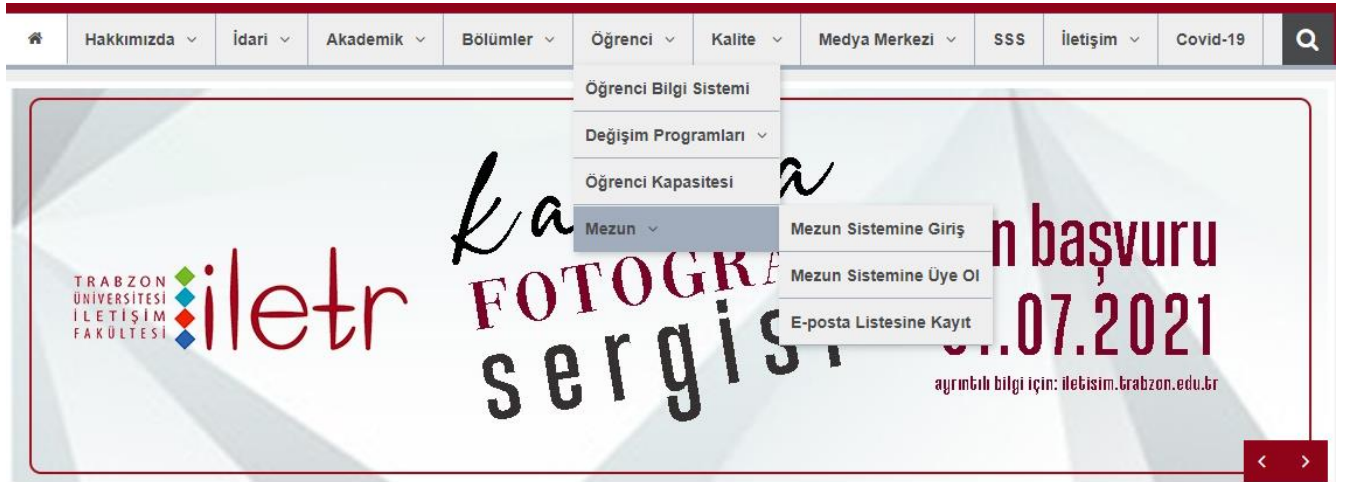 Hakkımızda
İdari
Akademik
Bölümler
Öğrenci
Kalite
Medya Merkezi
SSS
İletişim
Covid-19
Öğrenci Bilgi Sistemi
Değişim Programları
Öğrenci Kapasitesi
Mezun
Mezun Sistemine Giriş
Mezun Sistemine Üye Ol
E-posta Listesine Kayıt
TRABZON
ÜNİVERSİTESİ
İLETİŞİM
FAKÜLTESİ
iletr
sergisi
başvuru
.07.2021
ayrıntılı bilgi için: iletisim.trabzon.edu.tr